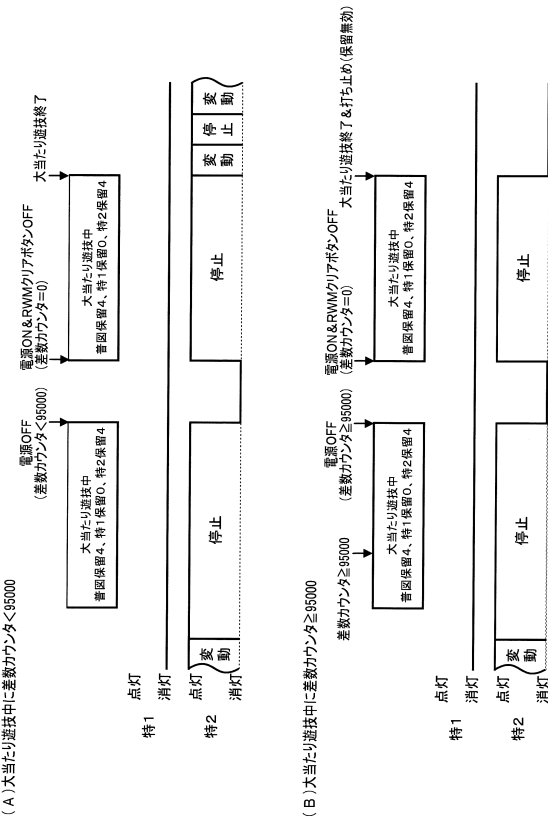 (A)大当たり遊技中に差数カウンタ<95000
電源OFF
(差数カウンタ<95000)
電源ON&RWMクリアボタンOFF
(差数カウンタ=0)
大当たり遊技終了
大当たり遊技中
普図保留4、特1保留0、特2保留4
大当たり遊技中
普図保留4、特1保留0、特2保留4
特1
点灯
消灯
特2
点灯
消灯
変動
停止
停止
変動
停止
変動
(B)大当たり遊技中に差数カウンタ≧95000
差数カウンタ≧95000
電源OFF
(差数カウンタ≧95000)
電源ON&RWMクリアボタンOFF
(差数カウンタ=0)
大当たり遊技終了&打ち止め(保留無効)
大当たり遊技中
普図保留4、特1保留0、特2保留4
大当たり遊技中
普図保留4、特1保留0、特2保留4
特1
点灯
消灯
特2
点灯
消灯
変動
停止
停止